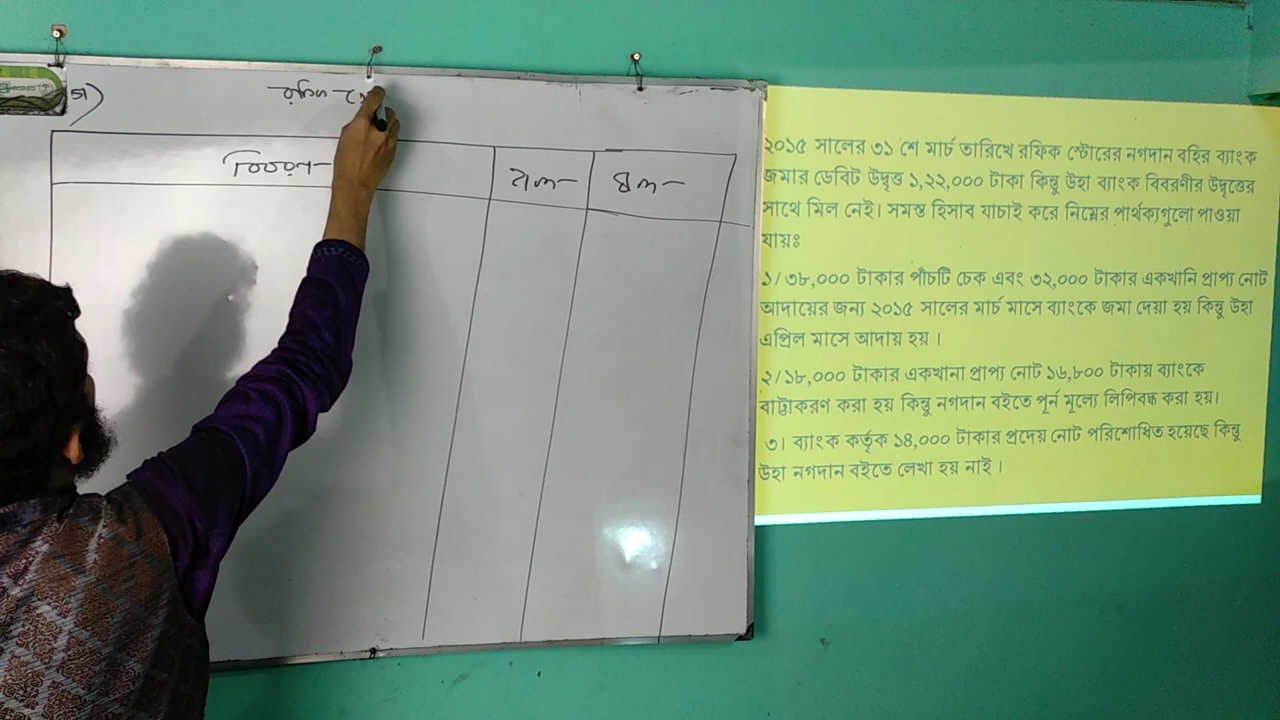 রফিক-স্টে
বিবরণ-
২০১৫ সালের ৩১ শে মার্চ তারিখে রফিক স্টোরের নগদান বহির ব্যাংক
জমার ডেবিট উদ্বৃত্ত ১,২২,০০০ টাকা কিন্তু উহা ব্যাংক বিবরণীর উদ্বৃত্তের
সাথে মিল নেই। সমস্ত হিসাব যাচাই করে নিম্নের পার্থক্যগুলো পাওয়া
যায়ঃ
১/৩৮,০০০ টাকার পাঁচটি চেক এবং ৩২,০০০ টাকার একখানি প্রাপ্য নোট
আদায়ের জন্য ২০১৫ সালের মার্চ মাসে ব্যাংকে জমা দেয়া হয় কিন্তু উহা
এপ্রিল মাসে আদায় হয় ।
২/১৮,০০০ টাকার একখানা প্রাপ্য নোট ১৬,৮০০ টাকায় ব্যাংকে
বাট্টাকরণ করা হয় কিন্তু নগদান বইতে পূর্ন মূল্যে লিপিবদ্ধ করা হয়।
৩। ব্যাংক কর্তৃক ১৪,০০০ টাকার প্রদেয় নোট পরিশোধিত হয়েছে কিন্তু
উহা নগদান বইতে লেখা হয় নাই ।